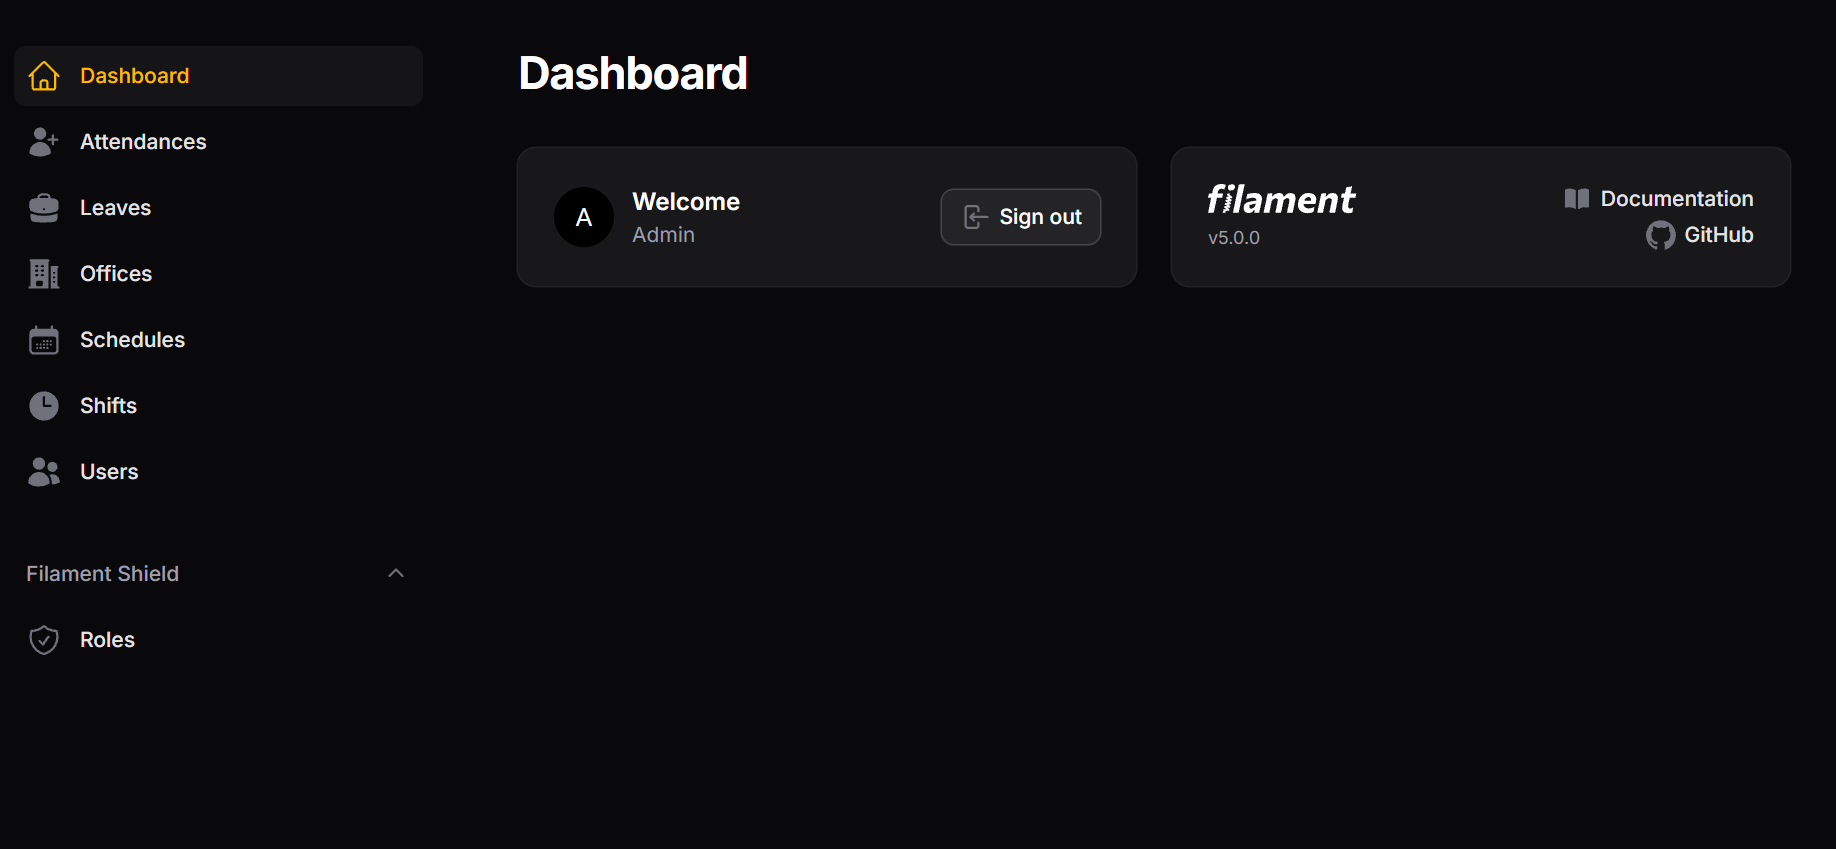 Dashboard
Attendances
Leaves
Offices
Schedules
Shifts
Users
Filament Shield
Roles
Dashboard
A
Welcome
Admin
Sign out
filament
v5.0.0
Documentation
GitHub